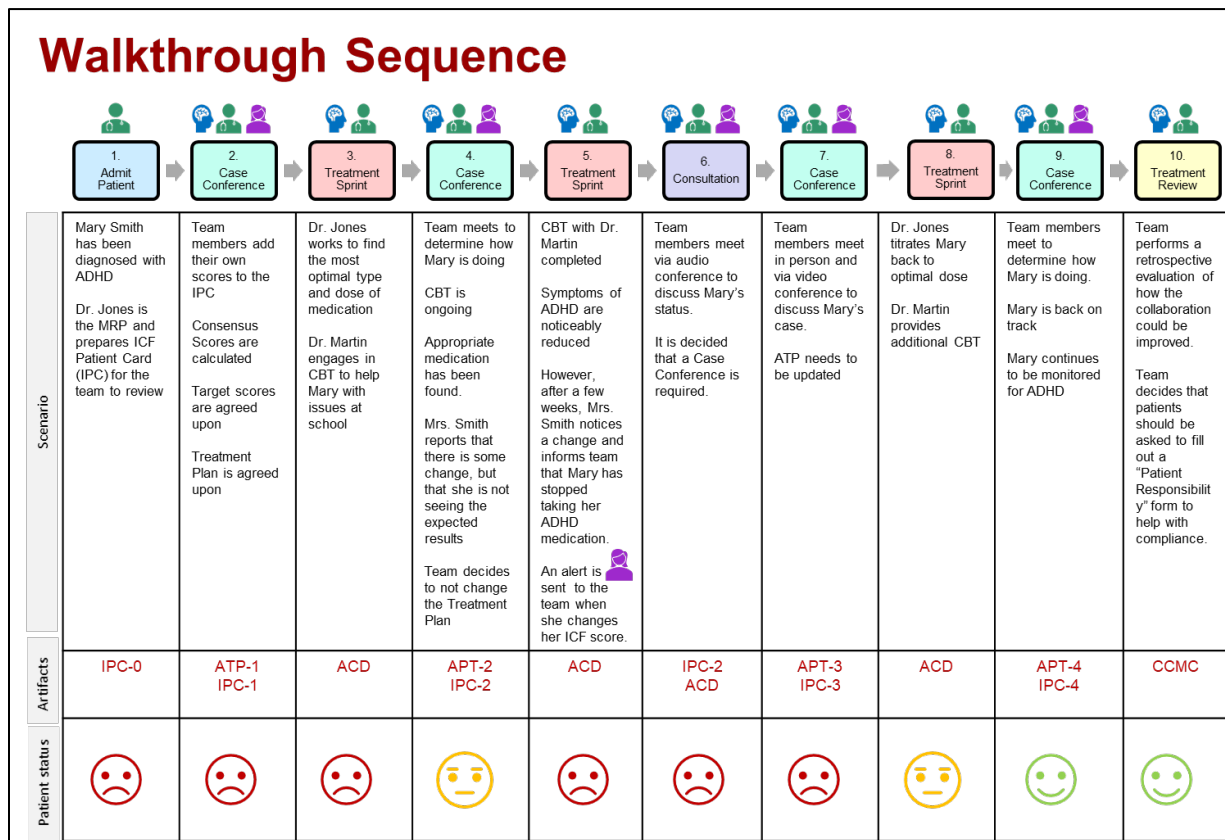 Walkthrough Sequence
1.
Admit
Patient
2.
Case
Conference
3.
Treatment
Sprint
4.
Case
Conference
5.
Treatment
Sprint
6.
Consultation
7.
Case
Conference
8.
Treatment
Sprint
9.
Case
Conference
10.
Treatment
Review
Scenario
Mary Smith
has been
diagnosed with
ADHD
Dr. Jones is
the MRP and
prepares ICF
Patient Card
(IPC) for the
team to review
Team
members add
their own
scores to the
IPC
Consensus
Scores are
calculated
Target scores
are agreed
upon
Treatment
Plan is agreed
upon
Dr. Jones
works to find
the most
optimal type
and dose of
medication
Dr. Martin
engages in
CBT to help
Mary with
issues at
school
Team meets to
determine how
Mary is doing
CBT is
ongoing
Appropriate
medication
has been
found.
Mrs. Smith
reports that
there is some
change, but
that she is not
seeing the
expected
results
Team decides
to not change
the Treatment
Plan
CBT with Dr.
Martin
completed
Symptoms of
ADHD are
noticeably
reduced
However,
after a few
weeks, Mrs.
Smith notices
a change and
informs team
that Mary has
stopped
taking her
ADHD
medication.
An alert is
sent to the
team when
she changes
her ICF score.
Team
members meet
via audio
conference to
discuss Mary's
status.
It is decided
that a Case
Conference is
required.
Team
members meet
in person and
via video
conference to
discuss Mary's
case.
ATP needs to
be updated
Dr. Jones
titrates Mary
back to
optimal dose
Dr. Martin
provides
additional CBT
Team members
meet to
determine how
Mary is doing.
Mary is back on
track
Mary continues
to be monitored
for ADHD
Team
performs a
retrospective
evaluation of
how the
collaboration
could be
improved.
Team
decides that
patients
should be
asked to fill
out a
"Patient
Responsibilit
y" form to
help with
compliance.
Artifacts
IPC-0
ATP-1
IPC-1
ACD
APT-2
IPC-2
ACD
IPC-2
ACD
APT-3
IPC-3
ACD
APT-4
IPC-4
CCMC
Patient status